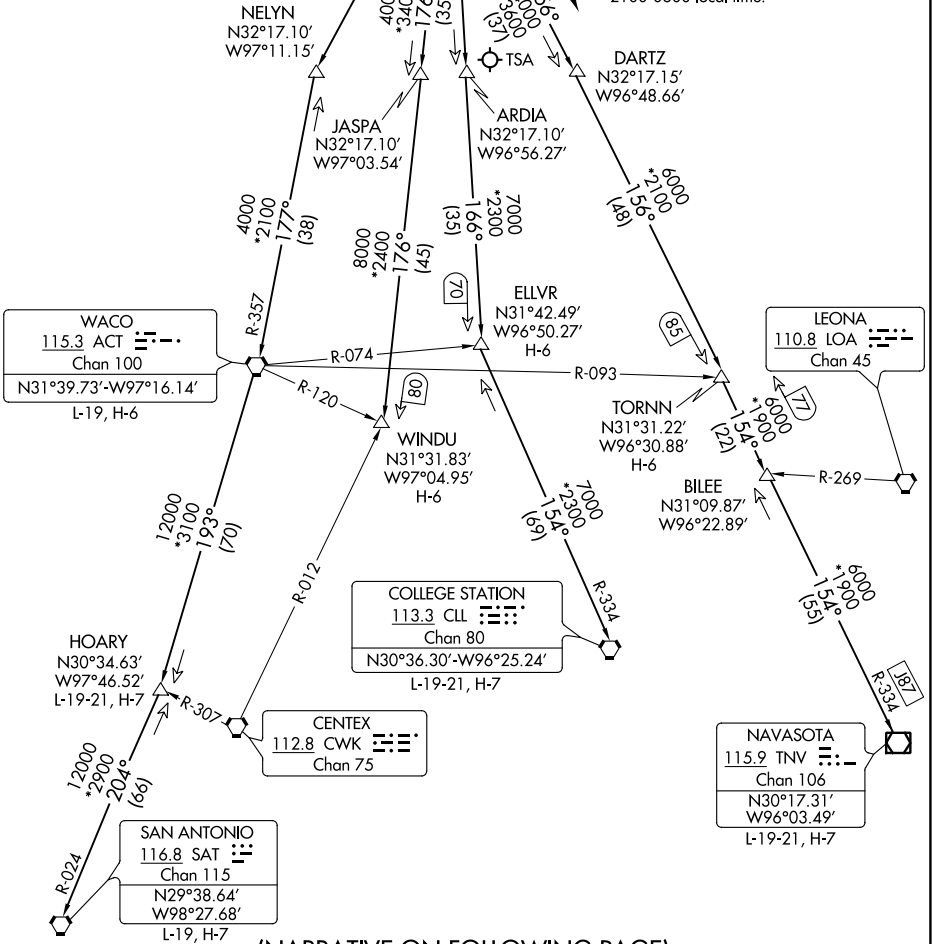 NELYN
N32°17.10'
W97°11.15'
JASPA
N32°17.10'
W97°03.54'
TSA
ARDIA
N32°17.10'
W96°56.27'
DARTZ
N32°17.15'
W96°48.66'
4000
*2100
177°
(38)
8000
*2400
176°
(45)
7000
*2300
166°
(35)
6000
*2100
156°
(48)
R-357
70
85
80
77
ELLVR
N31°42.49'
W96°50.27'
H-6
WACO
115.3 ACT
Chan 100
N31°39.73'-W97°16.14'
L-19, H-6
R-074
R-093
R-120
LEONA
110.8 LOA
Chan 45
TORNN
N31°31.22'
W96°30.88'
H-6
6000
*1900
154°
(22)
WINDU
N31°31.83'
W97°04.95'
H-6
BILEE
N31°09.87'
W96°22.89'
R-269
12000
*3100
193°
(70)
R-012
7000
*2300
154°
(69)
R-334
6000
*1900
154°
(55)
R-334
J87
COLLEGE STATION
113.3 CLL
Chan 80
N30°36.30'-W96°25.24'
L-19-21, H-7
HOARY
N30°34.63'
W97°46.52'
L-19-21, H-7
R-307
CENTEX
112.8 CWK
Chan 75
NAVASOTA
115.9 TNV
Chan 106
N30°17.31'
W96°03.49'
L-19-21, H-7
12000
*2900
204°
(66)
R-024
SAN ANTONIO
116.8 SAT
Chan 115
N29°38.64'
W98°27.68'
L-19, H-7